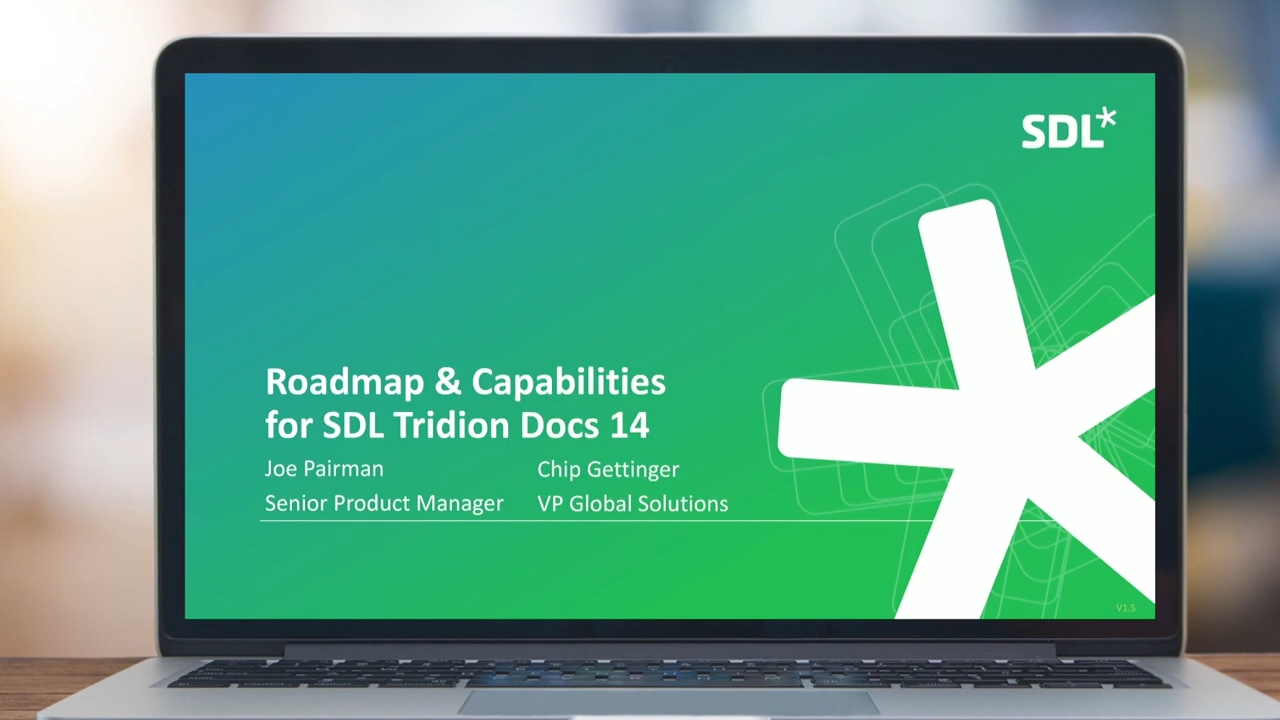 SDL*
Roadmap & Capabilities
for SDL Tridion Docs 14
Joe Pairman
Chip Gettinger
Senior Product Manager
VP Global Solutions
V1.5